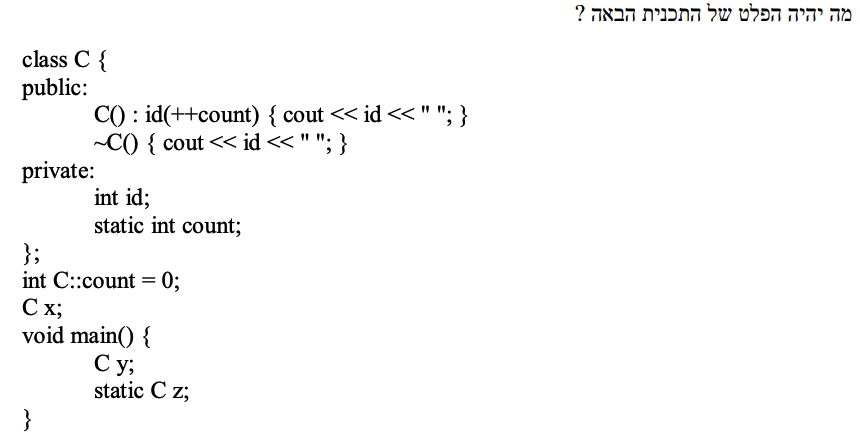 מה יהיה הפלט של התכנית הבאה ?
class C {
public:
C() : id(++count) { cout << id << " "; }
~C() { cout << id << " "; }
private:
int id;
static int count;
};
int C::count = 0;
C x;
void main() {
C y;
static C z;
}